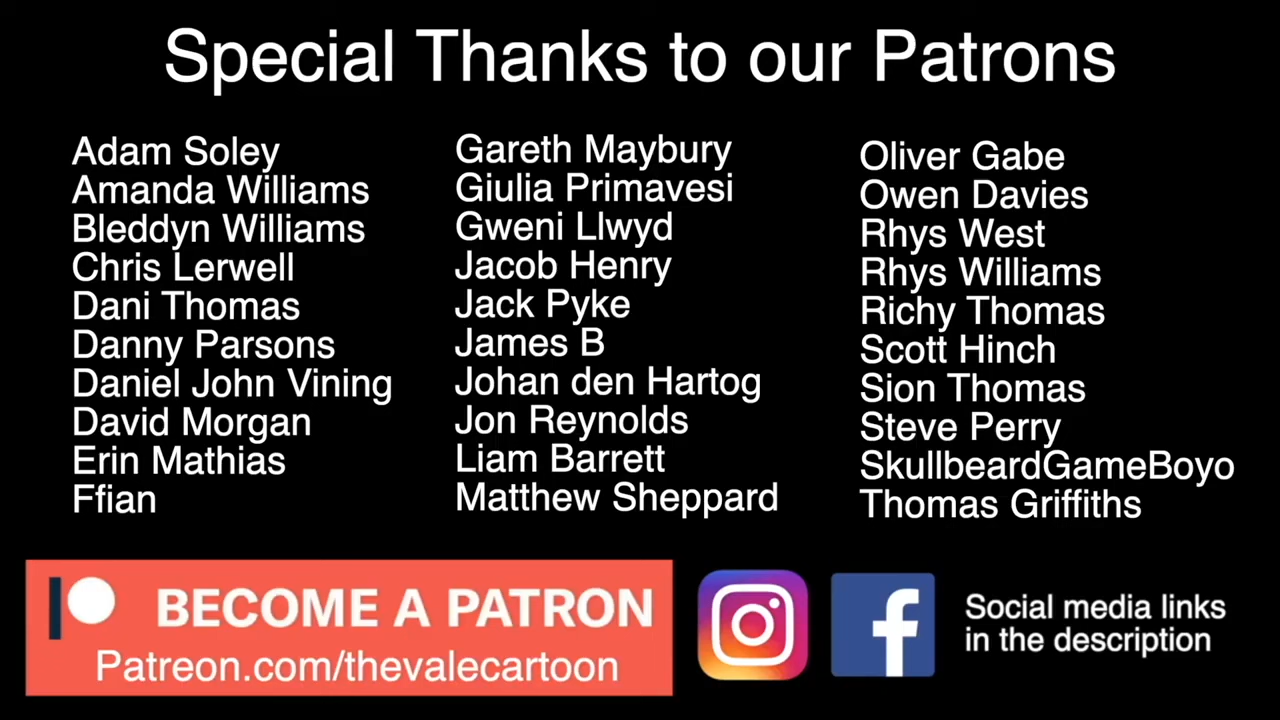 Special Thanks to our Patrons
Adam Soley
Amanda Williams
Bleddyn Williams
Chris Lerwell
Dani Thomas
Danny Parsons
Daniel John Vining
David Morgan
Erin Mathias
Ffian
Gareth Maybury
Giulia Primavesi
Gweni Llwyd
Jacob Henry
Jack Pyke
James B
Johan den Hartog
Jon Reynolds
Liam Barrett
Matthew Sheppard
Oliver Gabe
Owen Davies
Rhys West
Rhys Williams
Richy Thomas
Scott Hinch
Sion Thomas
Steve Perry
SkullbeardGameBoyo
Thomas Griffiths
BECOME A PATRON
Patreon.com/thevalecartoon
Social media links
in the description